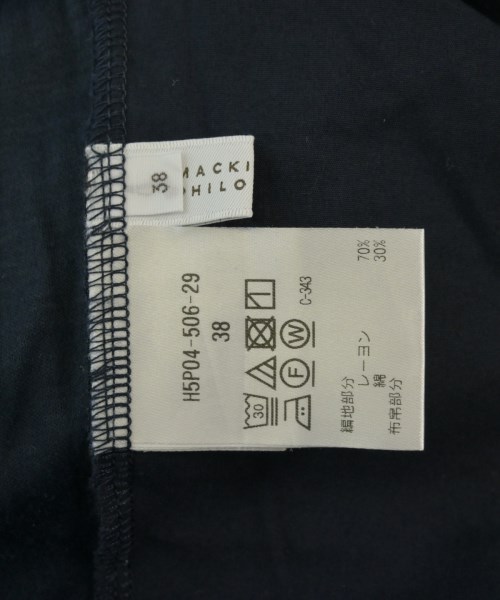 38
MACKI
PHILO
H5P04-506-29
38
30
F W
C-343
編地部分
レーヨン 70%
綿 30%
布帛部分